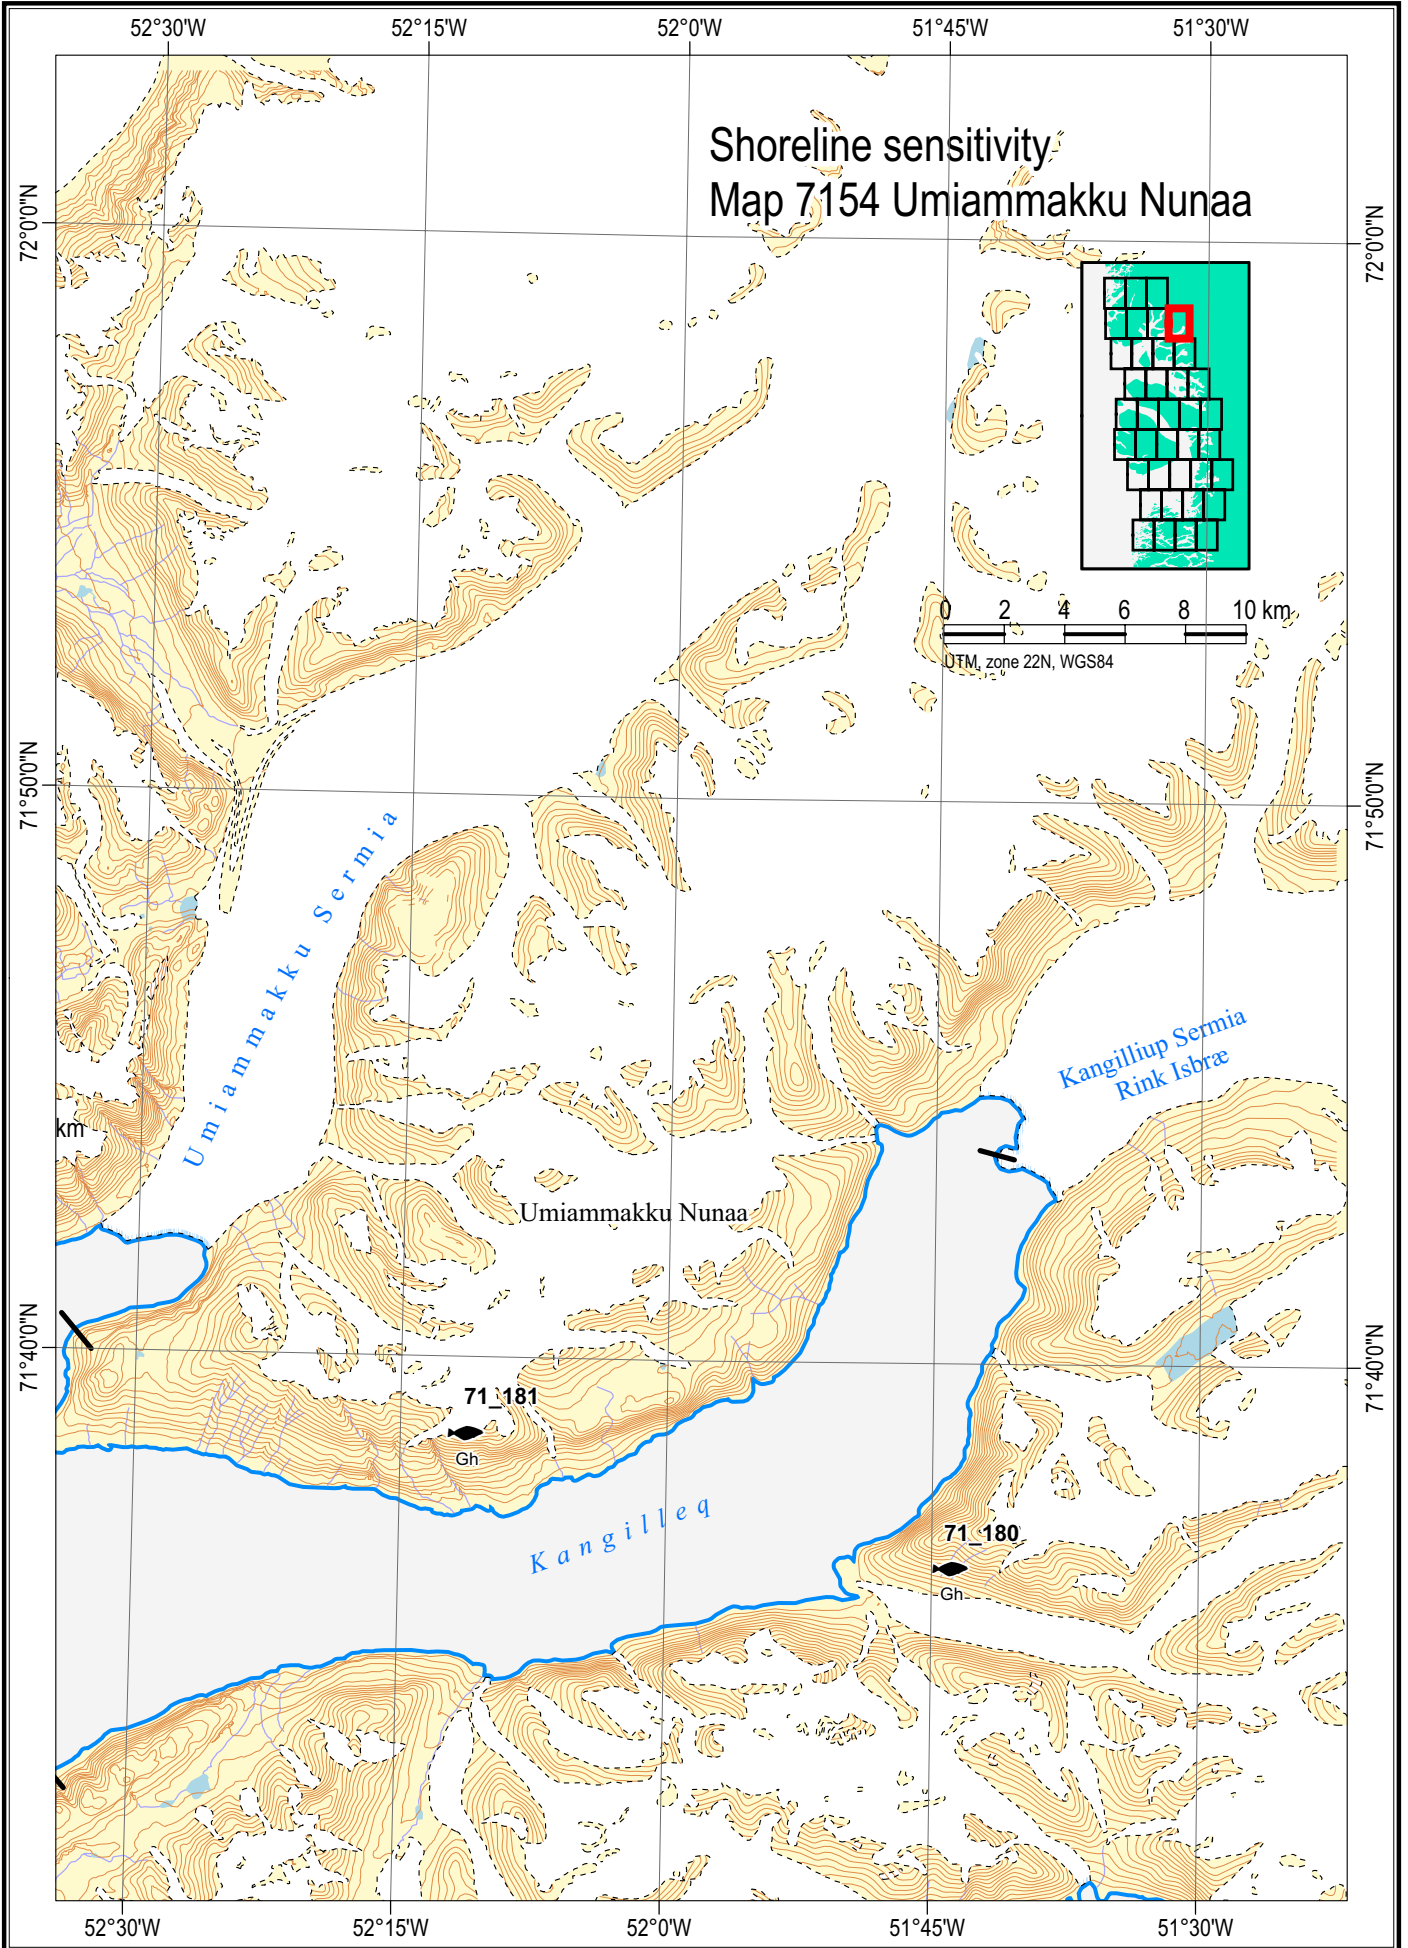 52°30'W 52°15'W 52°0'W 51°45'W 51°30'W
Shoreline sensitivity
Map 7154 Umiammakku Nunaa
72°0'0"N
72°0'0"N
0 2 4 6 8 10 km
UTM, zone 22N, WGS84
71°50'0"N
71°50'0"N
Umiammakku Sermia
Kangilliup Sermia
Rink Isbræ
km
Umiammakku Nunaa
71°40'0"N
71°40'0"N
71_181
Gh
Kangilleq
71_180
Gh
52°30'W 52°15'W 52°0'W 51°45'W 51°30'W